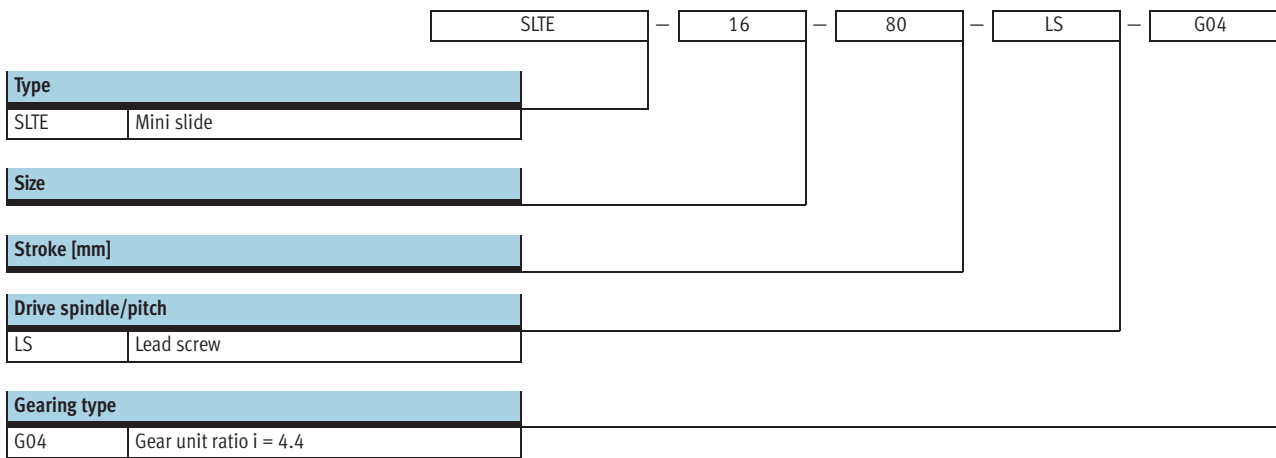 SLTE – 16 – 80 – LS – G04
Type
SLTE Mini slide
Size
Stroke [mm]
Drive spindle/pitch
LS Lead screw
Gearing type
G04 Gear unit ratio i = 4.4